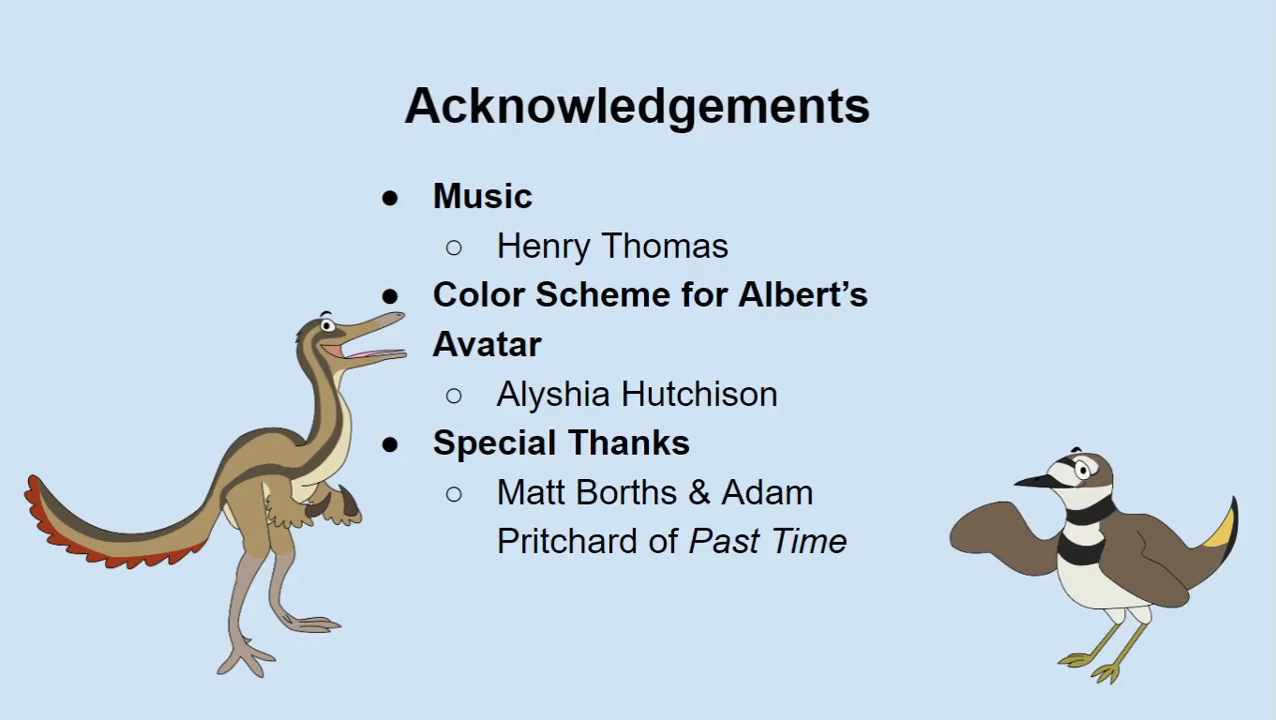 Acknowledgements
● Music
○ Henry Thomas
● Color Scheme for Albert’s
Avatar
○ Alyshia Hutchison
● Special Thanks
○ Matt Borths & Adam
Pritchard of Past Time